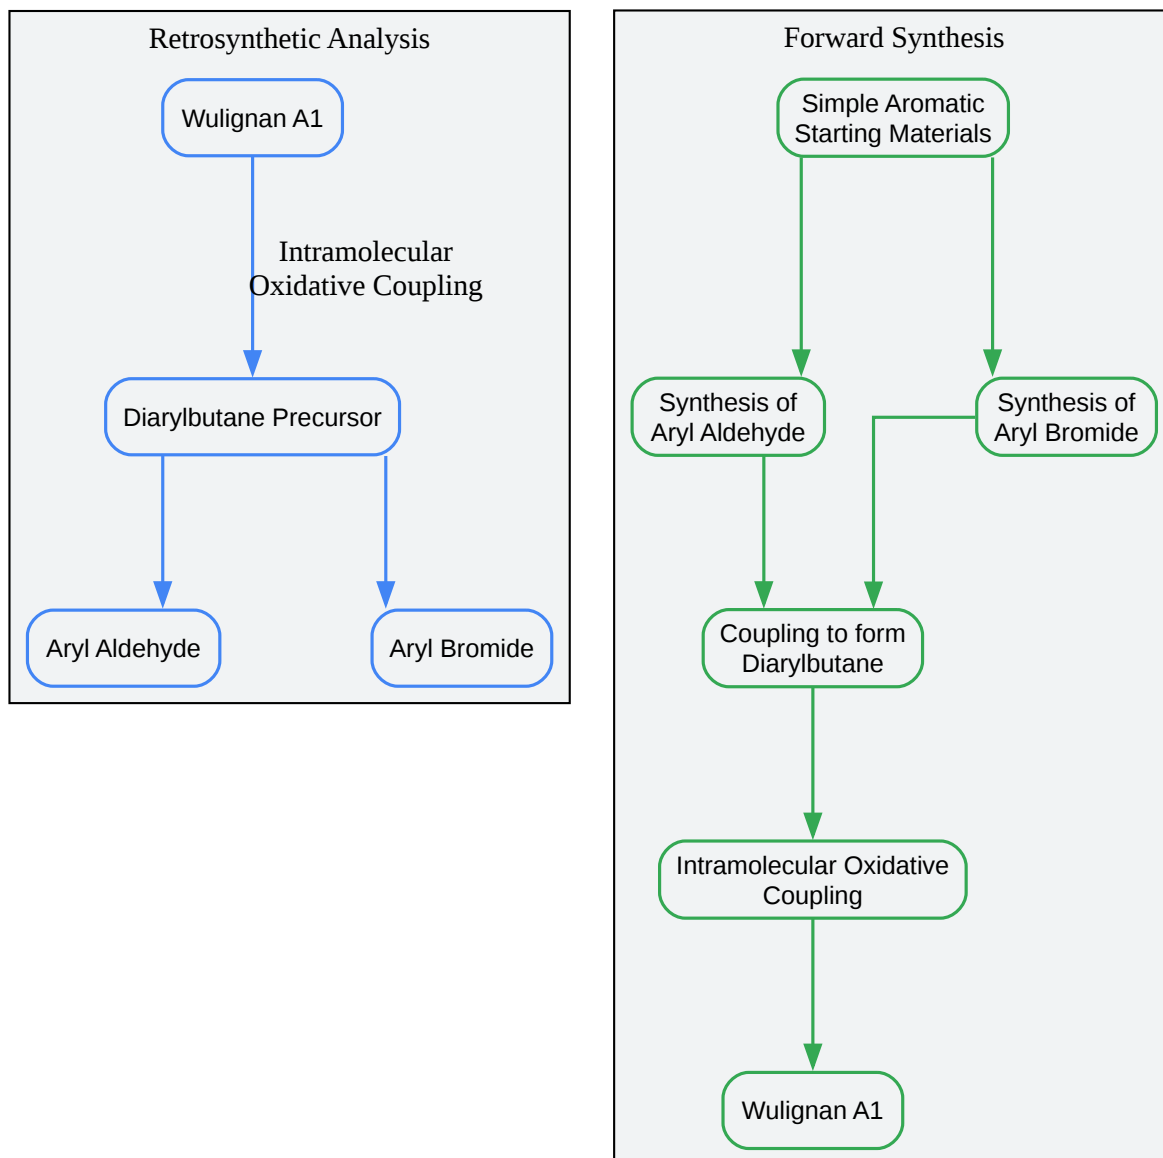 Retrosynthetic Analysis
Wulignan A1
Intramolecular
Oxidative Coupling
Diarylbutane Precursor
Aryl Aldehyde
Aryl Bromide
Forward Synthesis
Simple Aromatic
Starting Materials
Synthesis of
Aryl Aldehyde
Synthesis of
Aryl Bromide
Coupling to form
Diarylbutane
Intramolecular Oxidative
Coupling
Wulignan A1